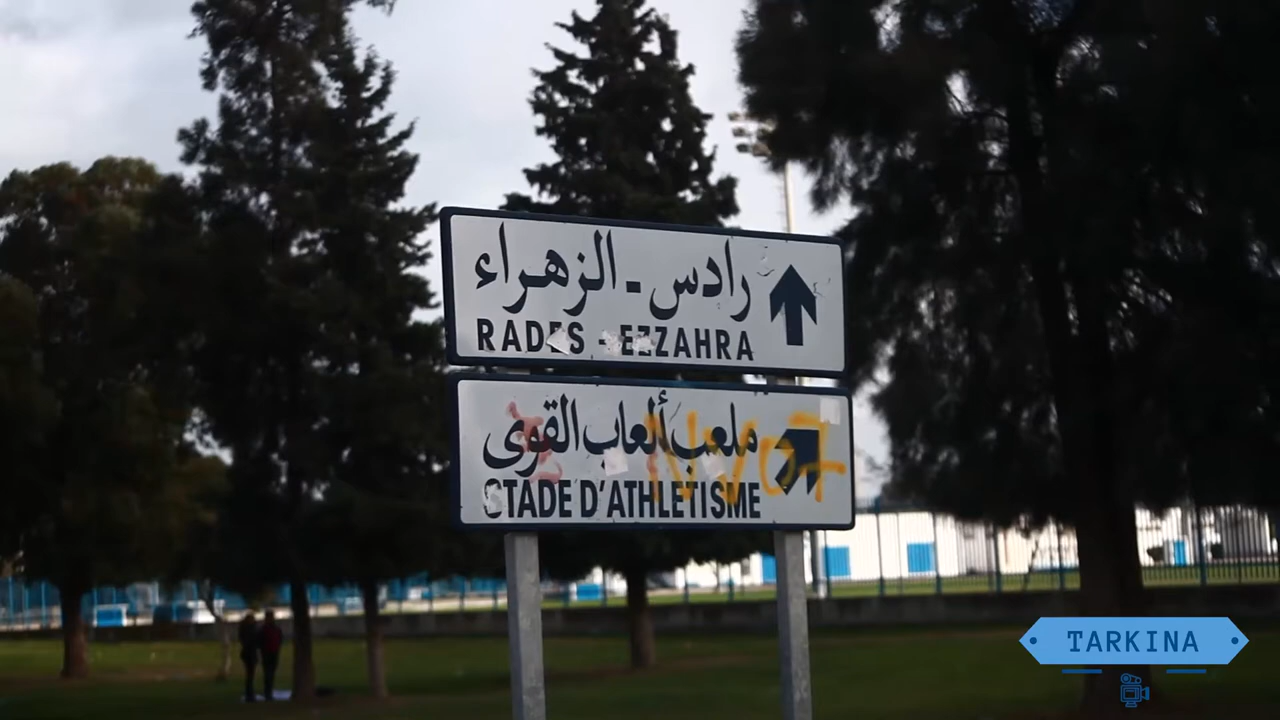 رادس - الزهراء
RADES - EZZAHRA
ملعب ألعاب القوى
STADE D'ATHLETISME
TARKINA